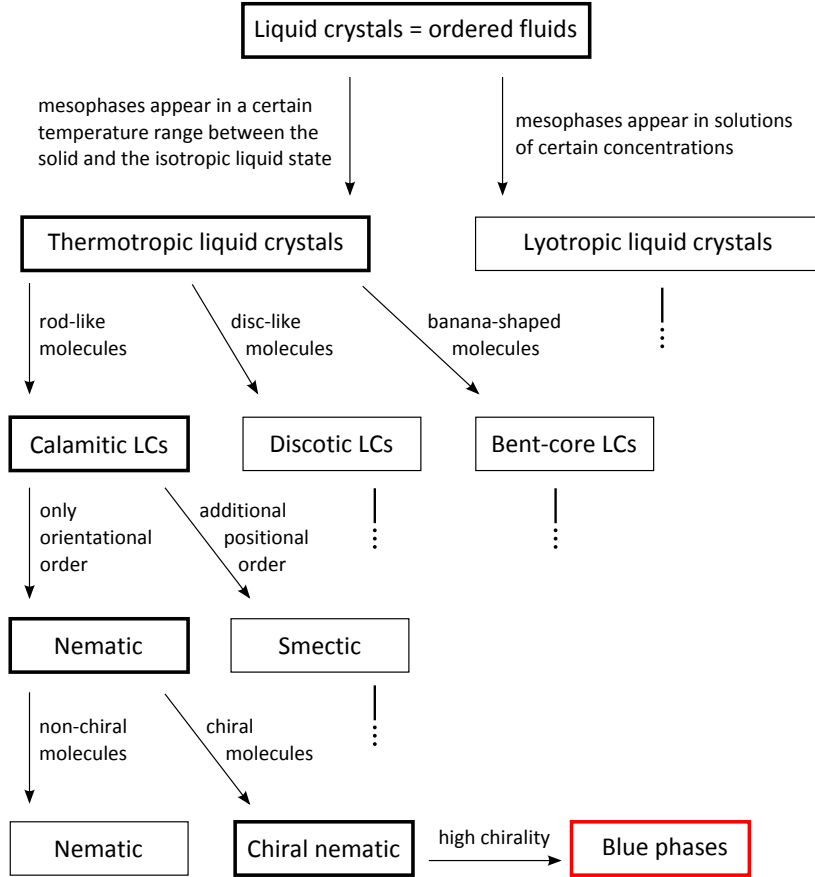 Liquid crystals = ordered fluids
mesophases appear in a certain
temperature range between the
solid and the isotropic liquid state
mesophases appear in solutions
of certain concentrations
Thermotropic liquid crystals
Lyotropic liquid crystals
rod-like
molecules
disc-like
molecules
banana-shaped
molecules
Calamitic LCs
Discotic LCs
Bent-core LCs
only
orientational
order
additional
positional
order
Nematic
Smectic
non-chiral
molecules
chiral
molecules
Nematic
Chiral nematic
high chirality
Blue phases